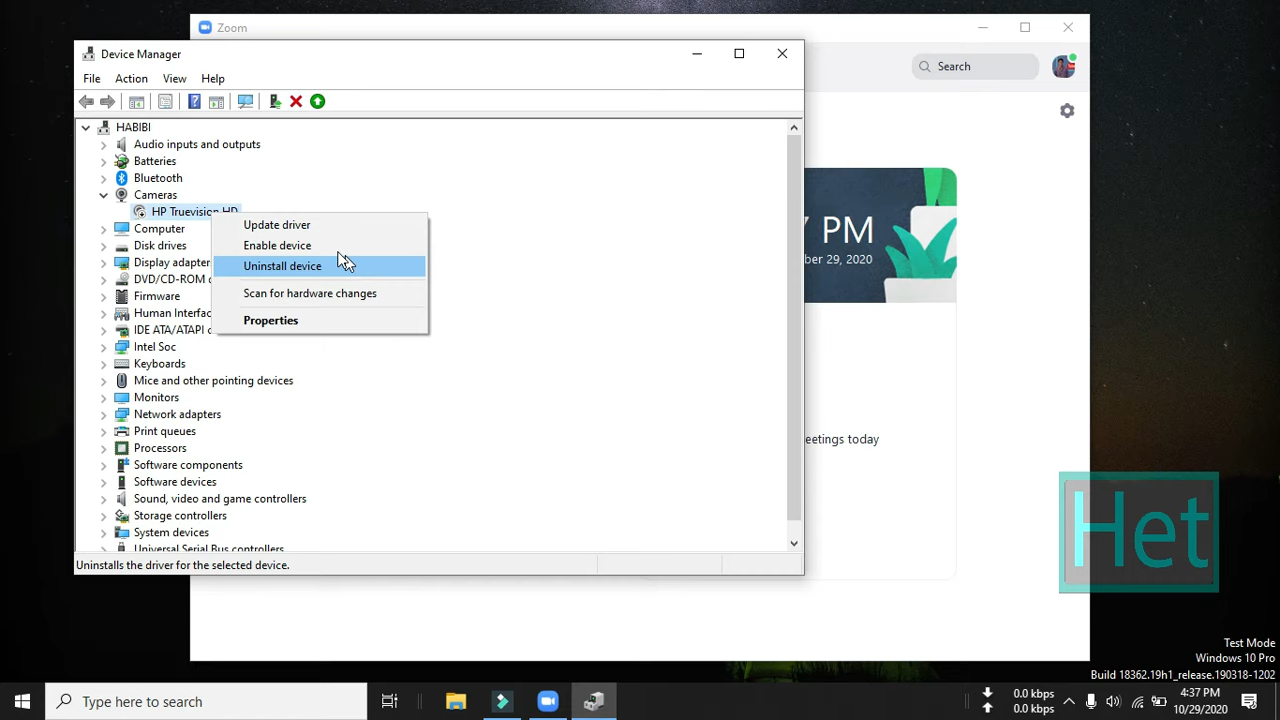 Zoom
Device Manager
File Action View Help
Search
HABIBI
Audio inputs and outputs
Batteries
Bluetooth
Cameras
HP Truevision HD
Update driver
Enable device
Uninstall device
Scan for hardware changes
Properties
Computer
Disk drives
Display adapter
DVD/CD-ROM
Firmware
Human Interfac
IDE ATA/ATAPI
Intel Soc
Keyboards
Mice and other pointing devices
Monitors
Network adapters
Print queues
Processors
Software components
Software devices
Sound, video and game controllers
Storage controllers
System devices
Universal Serial Bus controllers
Uninstalls the driver for the selected device.
PM
ber 29, 2020
eetings today
Het
Test Mode
Windows 10 Pro
Build 18362.19h1_release.190318-1202
Type here to search
0.0 kbps
0.0 kbps
4:37 PM
10/29/2020